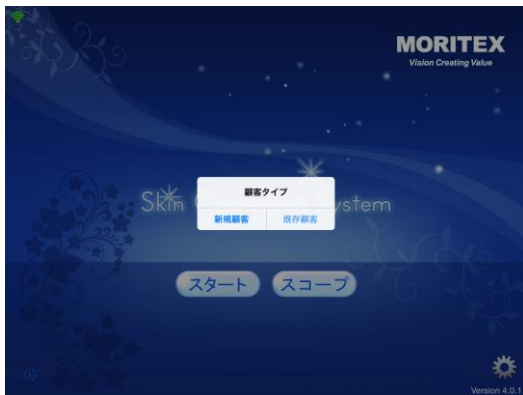 MORITEX
Vision Creating Value
顧客タイプ
新規顧客
既存顧客
Skin
ystem
スタート
スコープ
Version 4.0.1